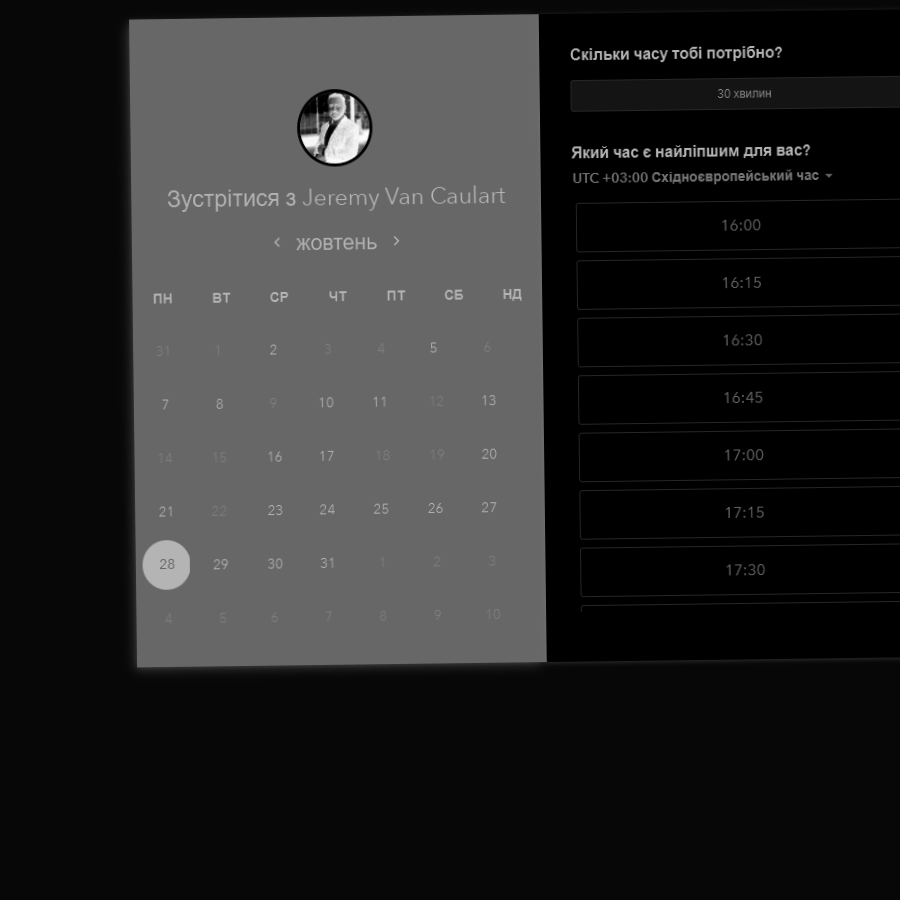 Зустрітися з Jeremy Van Caulart
‹ жовтень ›
ПН ВТ СР ЧТ ПТ СБ НД
31 1 2 3 4 5 6
7 8 9 10 11 12 13
14 15 16 17 18 19 20
21 22 23 24 25 26 27
28 29 30 31 1 2 3
4 5 6 7 8 9 10
Скільки часу тобі потрібно?
30 хвилин
Який час є найліпшим для вас?
UTC +03:00 Східноєвропейський час
16:00
16:15
16:30
16:45
17:00
17:15
17:30